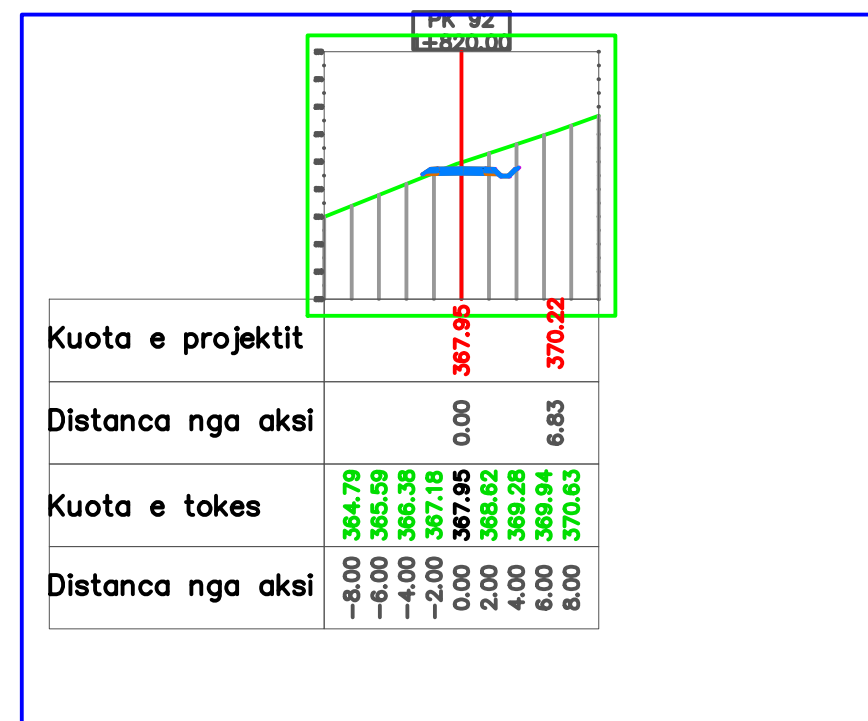 PK 92
1+820.00
Kuota e projektit 367.95 370.22
Distanca nga aksi 0.00 6.83
Kuota e tokes 364.79 365.59 366.38 367.18 367.95 368.62 369.28 369.94 370.63
Distanca nga aksi -8.00 -6.00 -4.00 -2.00 0.00 2.00 4.00 6.00 8.00